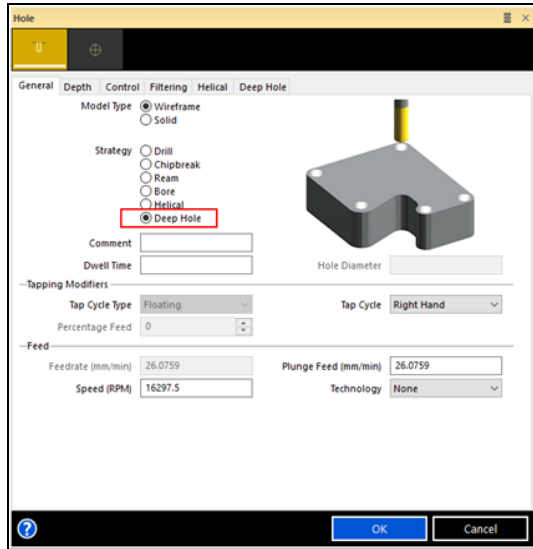 Hole
General Depth Control Filtering Helical Deep Hole
Model Type Wireframe
Solid
Strategy Drill
Chipbreak
Ream
Bore
Helical
Deep Hole
Comment
Dwell Time Hole Diameter
Tapping Modifiers
Tap Cycle Type Floating Tap Cycle Right Hand
Percentage Feed 0
Feed
Feedrate (mm/min) 26.0759 Plunge Feed (mm/min) 26.0759
Speed (RPM) 16297.5 Technology None
OK Cancel